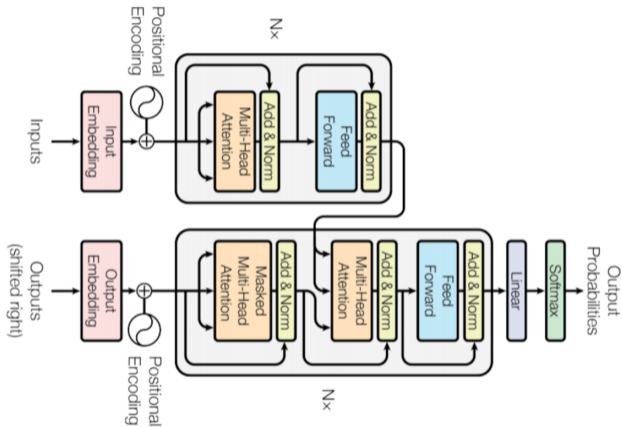 Output
Probabilities
Softmax
Linear
Add & Norm
Feed
Forward
Add & Norm
Multi-Head
Attention
Add & Norm
Masked
Multi-Head
Attention
Nx
Positional
Encoding
Output
Embedding
Outputs
(shifted right)
Add & Norm
Feed
Forward
Add & Norm
Multi-Head
Attention
Nx
Positional
Encoding
Input
Embedding
Inputs